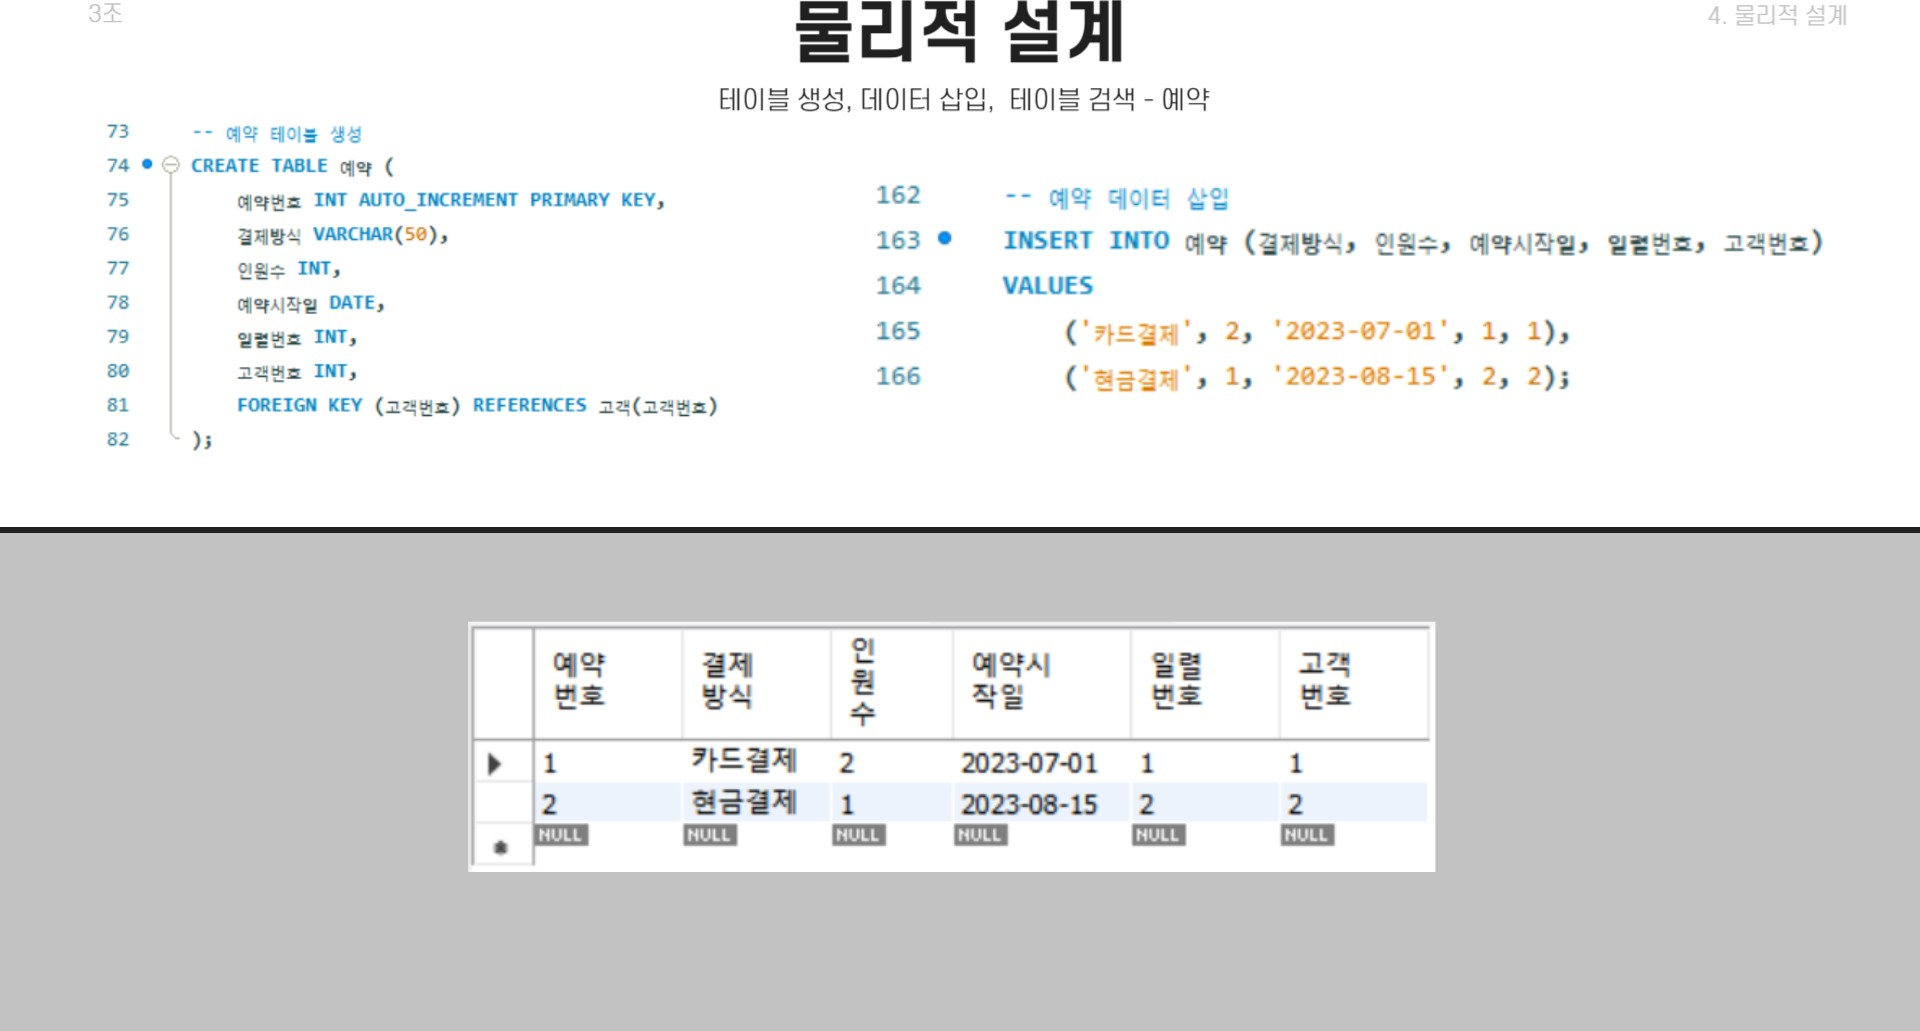 3조
물리적 설계
4. 물리적 설계
테이블 생성, 데이터 삽입, 테이블 검색 - 예약
73 -- 예약 테이블 생성
74 CREATE TABLE 예약 (
75 예약번호 INT AUTO_INCREMENT PRIMARY KEY,
76 결제방식 VARCHAR(50),
77 인원수 INT,
78 예약시작일 DATE,
79 일렬번호 INT,
80 고객번호 INT,
81 FOREIGN KEY (고객번호) REFERENCES 고객(고객번호)
82 );
162 -- 예약 데이터 삽입
163 INSERT INTO 예약 (결제방식, 인원수, 예약시작일, 일렬번호, 고객번호)
164 VALUES
165 ('카드결제', 2, '2023-07-01', 1, 1),
166 ('현금결제', 1, '2023-08-15', 2, 2);
예약번호 결제방식 인원수 예약시작일 일렬번호 고객번호
1 카드결제 2 2023-07-01 1 1
2 현금결제 1 2023-08-15 2 2
NULL NULL NULL NULL NULL NULL